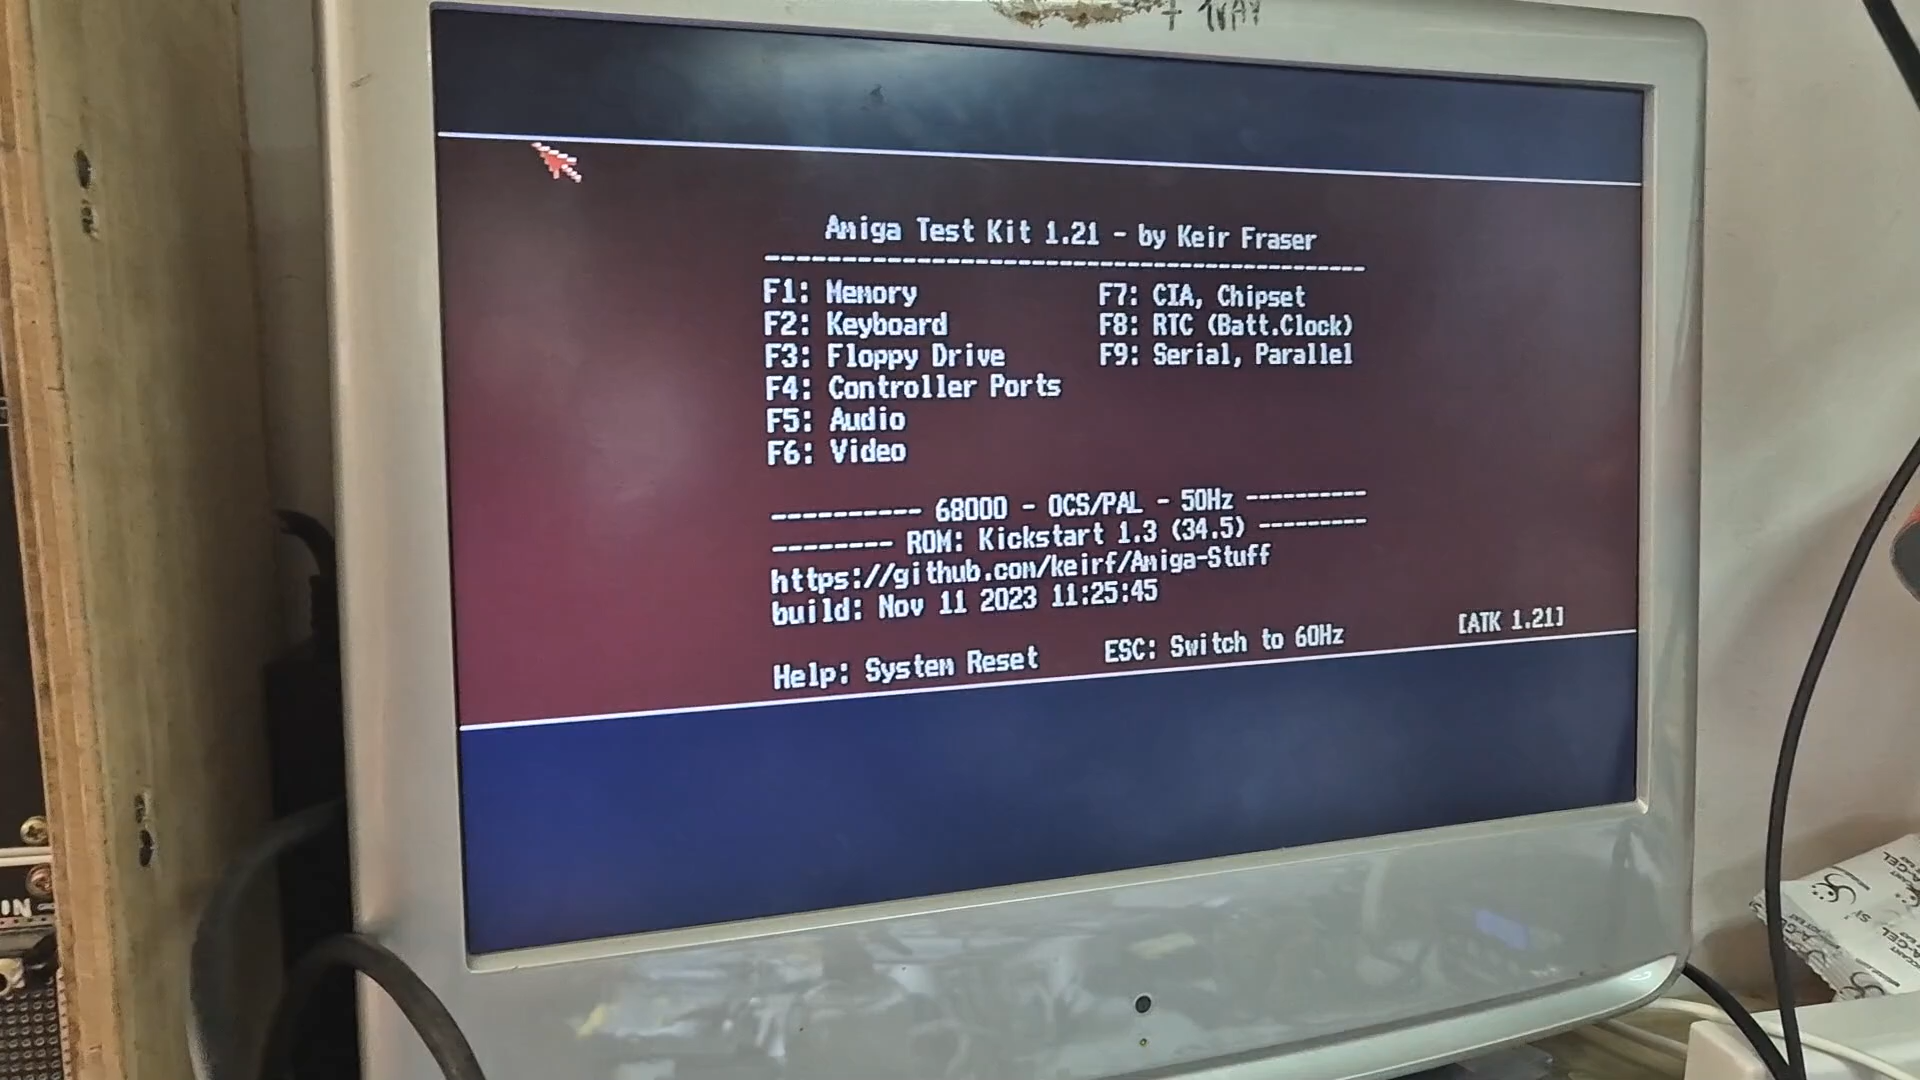 Amiga Test Kit 1.21 - by Keir Fraser
F1: Memory
F2: Keyboard
F3: Floppy Drive
F4: Controller Ports
F5: Audio
F6: Video
F7: CIA, Chipset
F8: RTC (Batt.Clock)
F9: Serial, Parallel
---------- 68000 - OCS/PAL - 50Hz ----------
-------- ROM: Kickstart 1.3 (34.5) ---------
https://github.com/keirf/Amiga-Stuff
build: Nov 11 2023 11:25:45
[ATK 1.21]
Help: System Reset ESC: Switch to 60Hz
IN